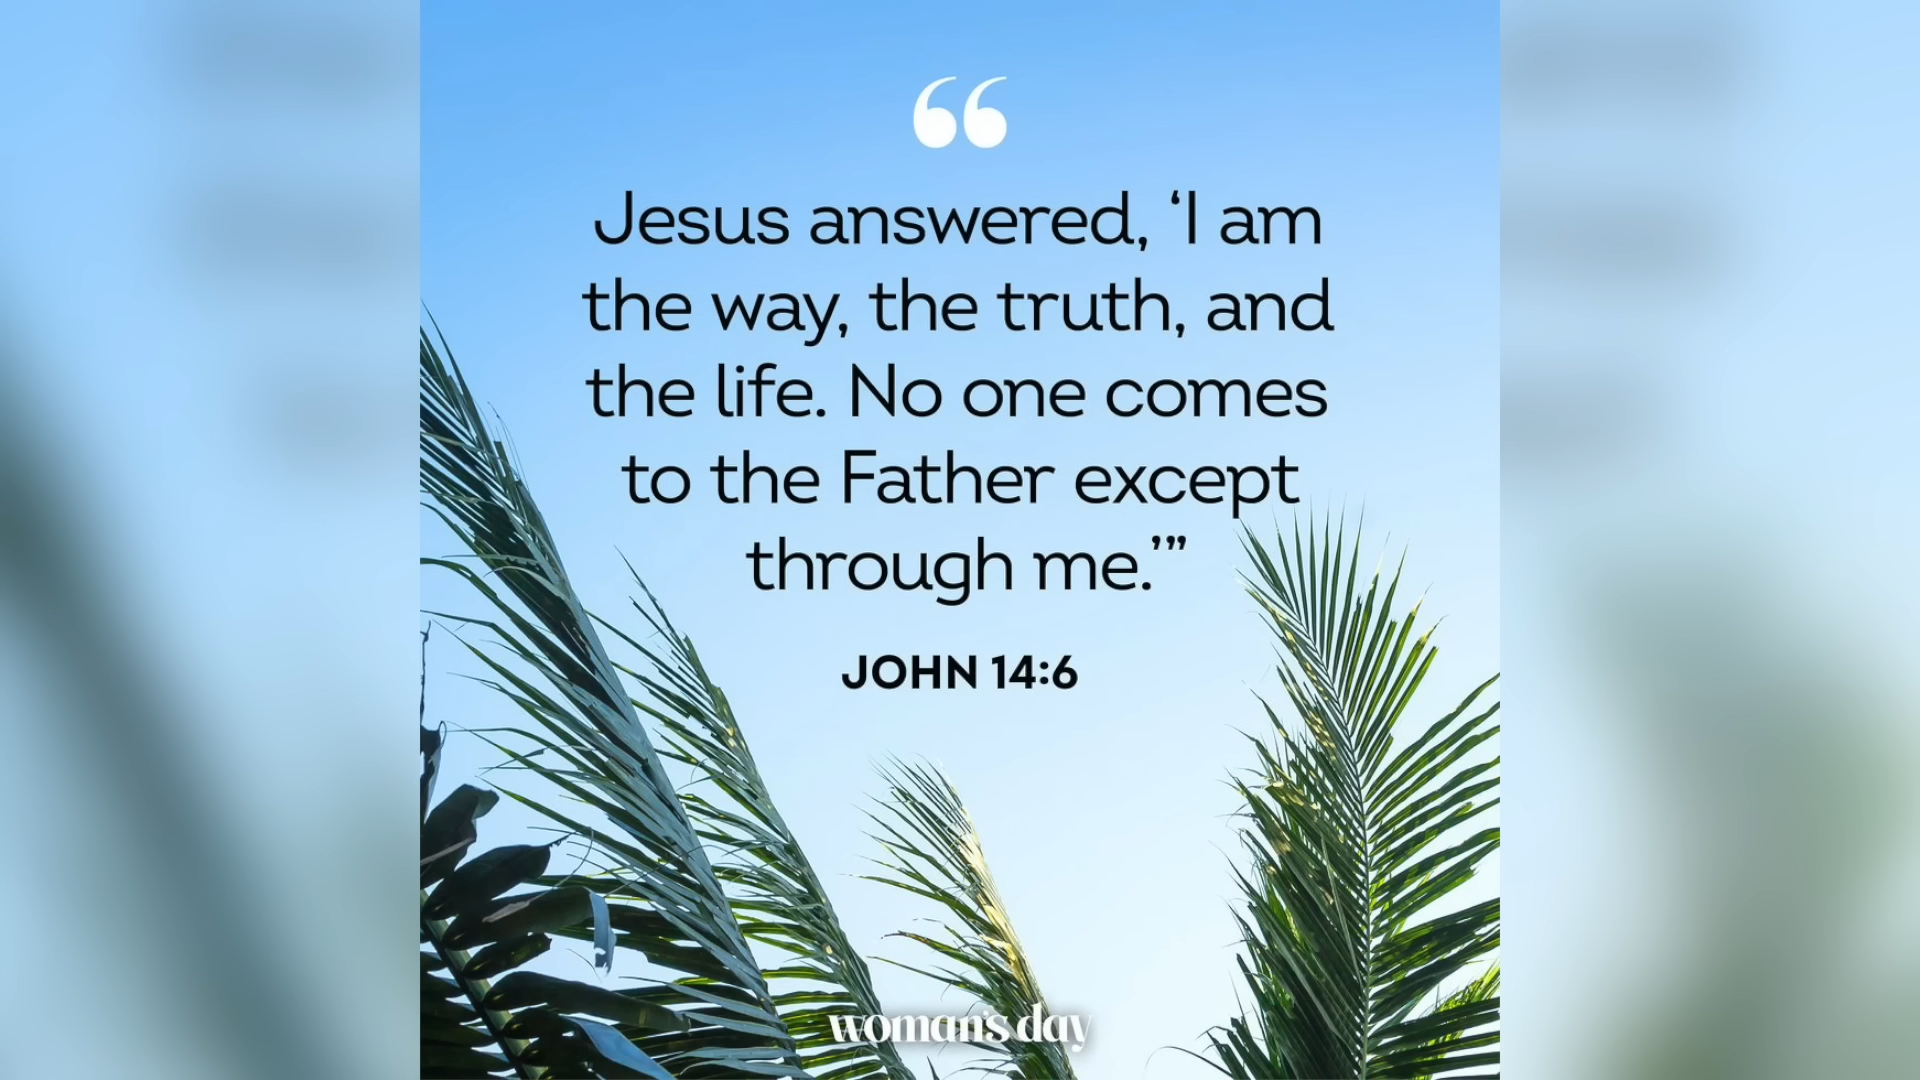 “
Jesus answered, ‘I am
the way, the truth, and
the life. No one comes
to the Father except
through me.’”
JOHN 14:6
woman's day